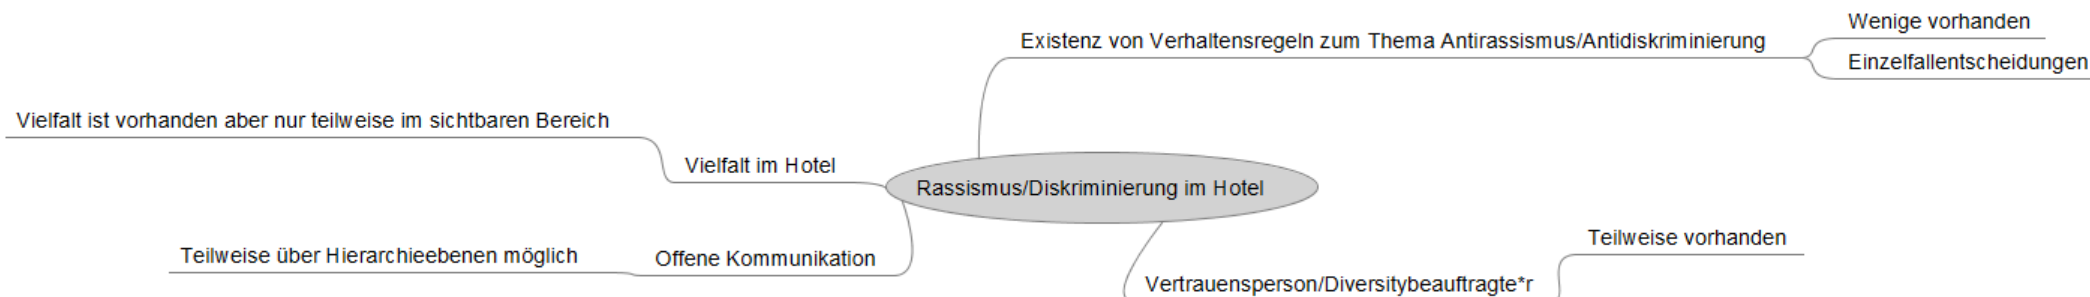 Wenige vorhanden
Existenz von Verhaltensregeln zum Thema Antirassismus/Antidiskriminierung
Einzelfallentscheidungen
Vielfalt ist vorhanden aber nur teilweise im sichtbaren Bereich
Vielfalt im Hotel
Rassismus/Diskriminierung im Hotel
Teilweise über Hierarchieebenen möglich
Offene Kommunikation
Teilweise vorhanden
Vertrauensperson/Diversitybeauftragte*r